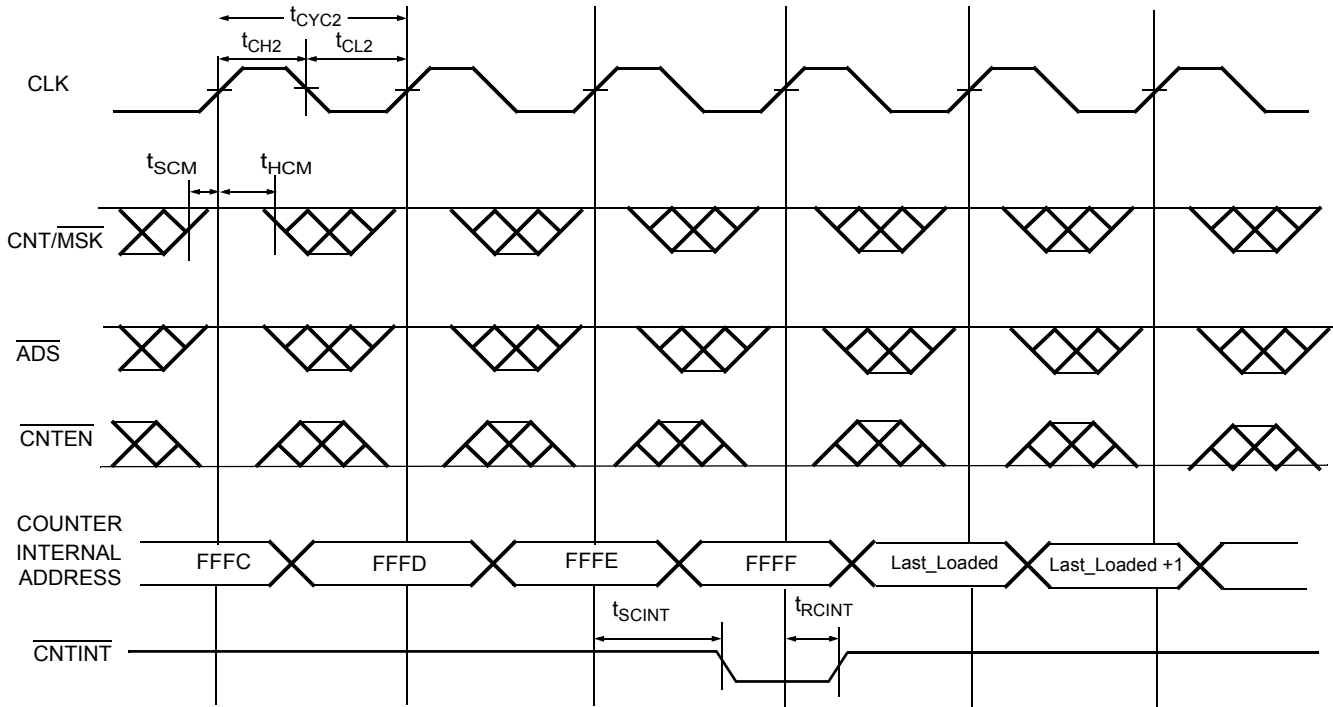 tCYC2
tCH2 tCL2
CLK
tSCM tHCM
CNT/MSK
ADS
CNTEN
COUNTER
INTERNAL
ADDRESS
FFFC FFFD FFFE FFFF Last_Loaded Last_Loaded +1
tSCINT tRCINT
CNTINT